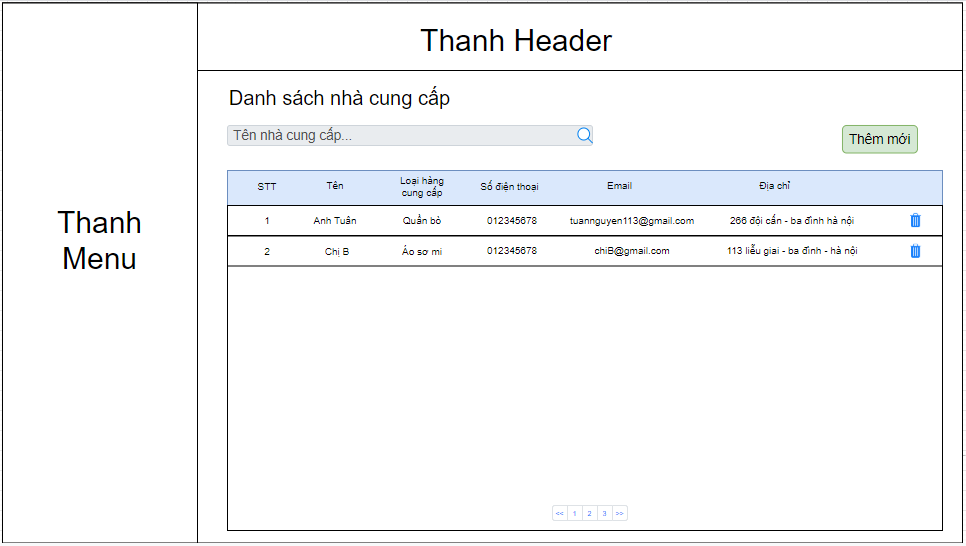 Thanh Header
Thanh
Menu
Danh sách nhà cung cấp
Tên nhà cung cấp...
Thêm mới
STT Tên Loại hàng cung cấp Số điện thoại Email Địa chỉ
1 Anh Tuân Quần bò 012345678 tuannguyen113@gmail.com 266 đội cấn - ba đình hà nội
2 Chị B Áo sơ mi 012345678 chiB@gmail.com 113 liễu giai - ba đình - hà nội
<< 1 2 3 >>